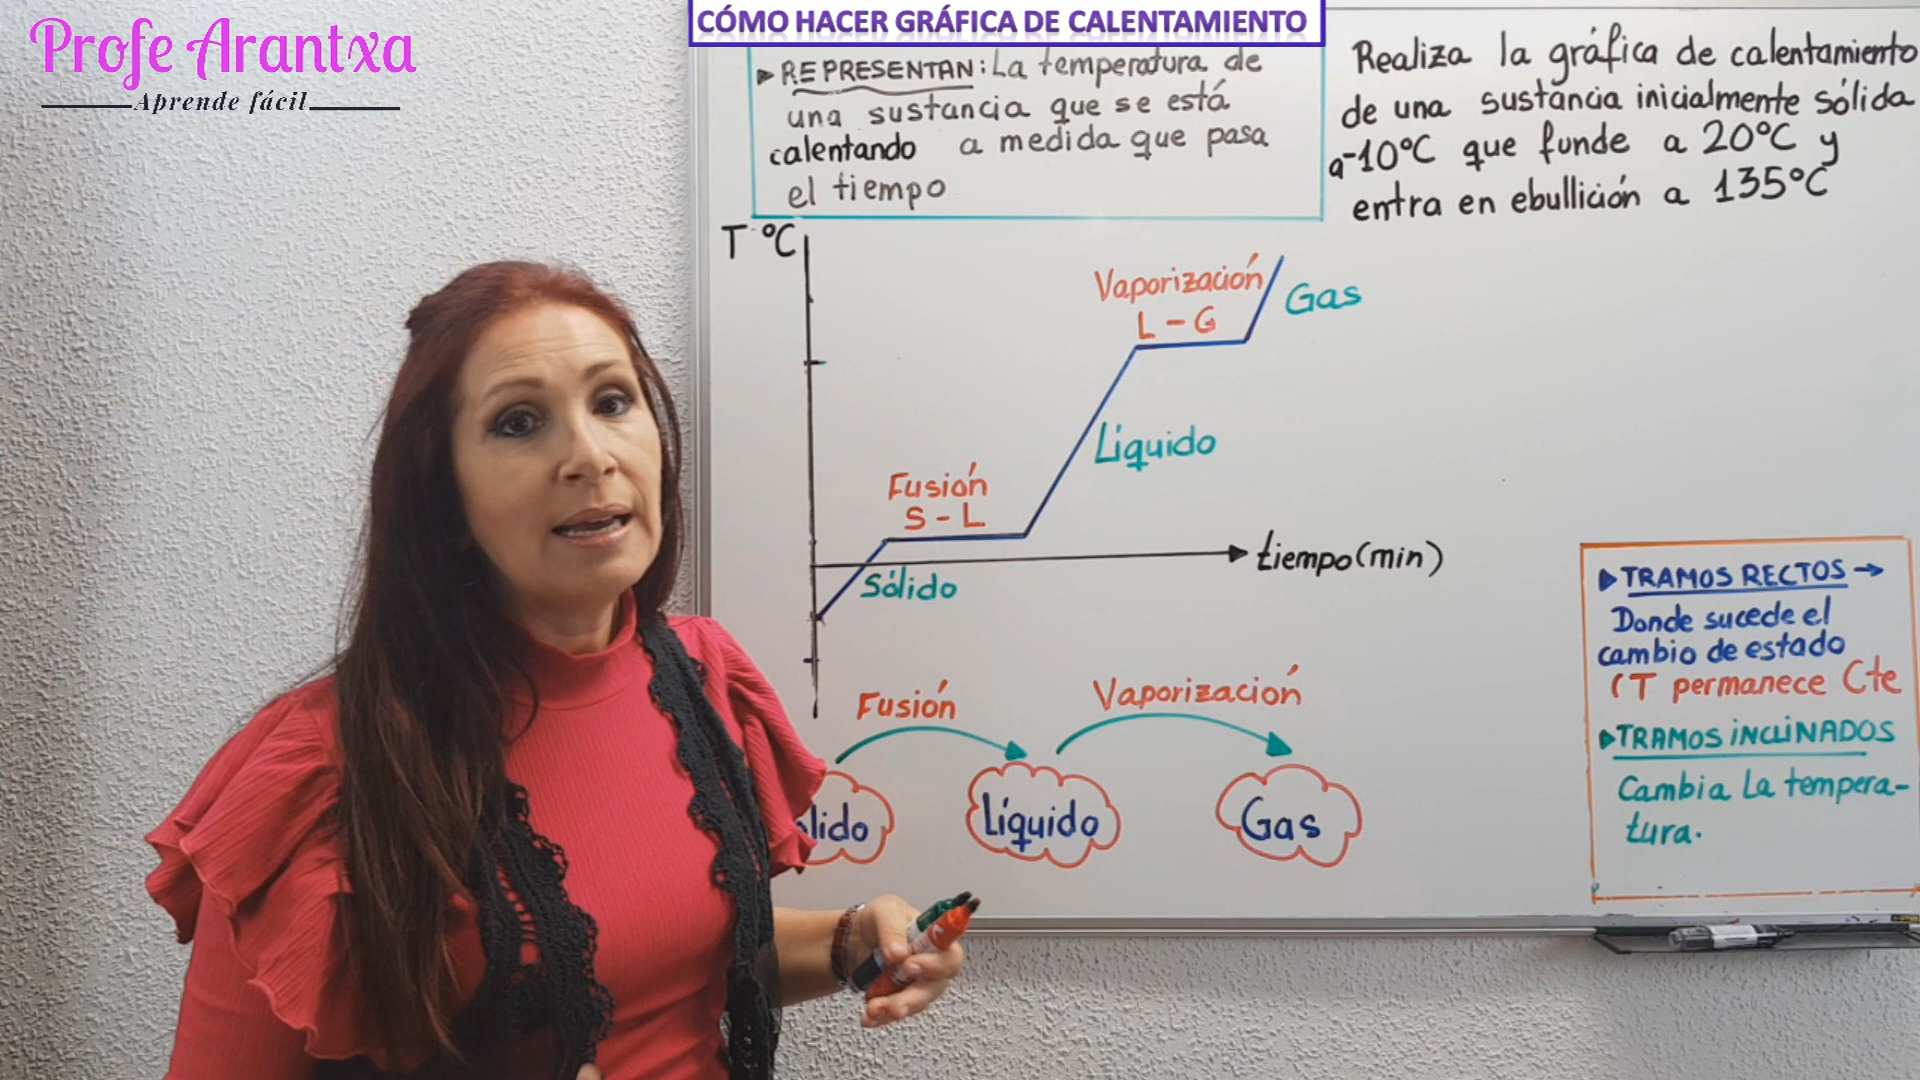 Profe Arantxa
Aprende fácil
CÓMO HACER GRÁFICA DE CALENTAMIENTO
▸ REPRESENTAN: La temperatura de
una sustancia que se está
calentando a medida que pasa
el tiempo
Realiza la gráfica de calentamiento
de una sustancia inicialmente sólida
a -10°C que funde a 20°C y
entra en ebullición a 135°C
T °C
Vaporización
L - G
Gas
Líquido
Fusión
S - L
Sólido
tiempo (min)
Fusión
Vaporización
lido
Líquido
Gas
▸ TRAMOS RECTOS →
Donde sucede el
cambio de estado
(T permanece Cte
▸ TRAMOS INCLINADOS
Cambia La tempera-
tura.